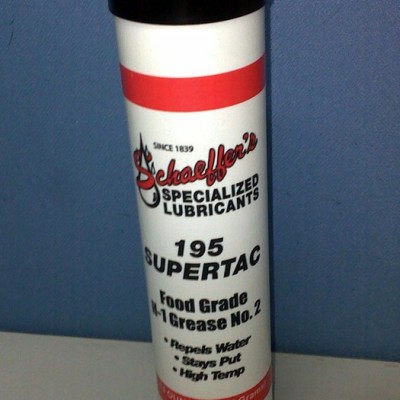 SINCE 1839
Schaeffer's
SPECIALIZED
LUBRICANTS
195
SUPERTAC
Food Grade
H-1 Grease No. 2
• Repels Water
• Stays Put
• High Temp